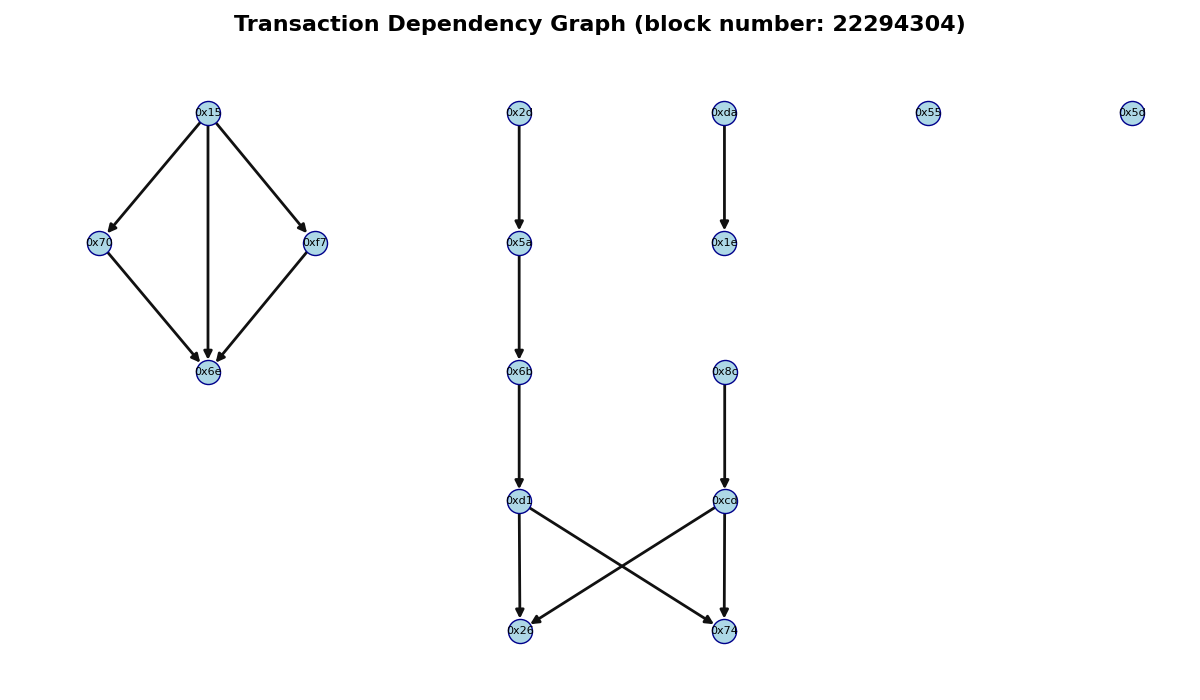 Transaction Dependency Graph (block number: 22294304)
0x15
0x2d
0xda
0x55
0x5d
0x70
0xf7
0x5a
0x1e
0x6e
0x6b
0x8c
0xd1
0xcd
0x26
0x74